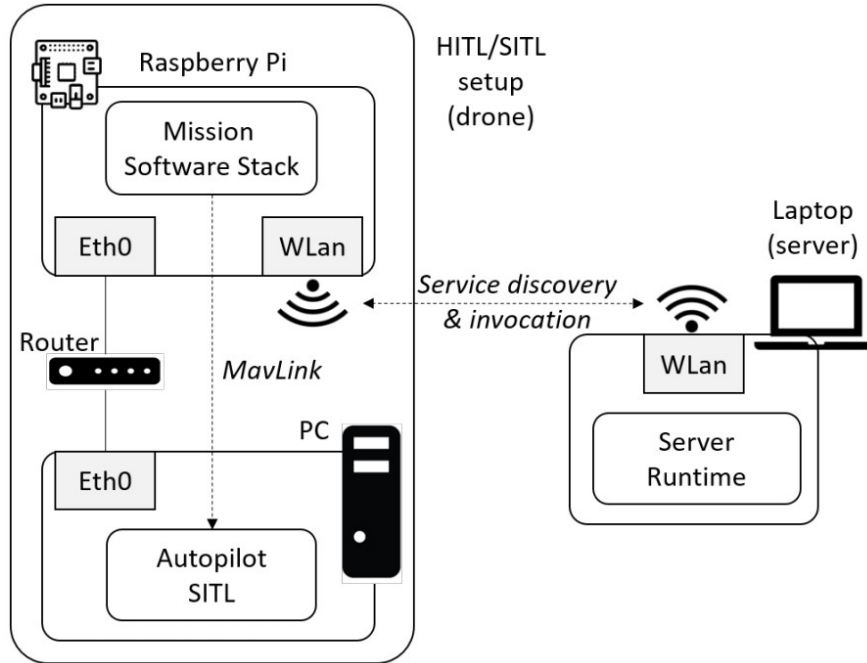 Raspberry Pi
HITL/SITL
setup
(drone)
Mission
Software Stack
Eth0
WLan
Laptop
(server)
Service discovery
& invocation
Router
MavLink
WLan
PC
Eth0
Server
Runtime
Autopilot
SITL